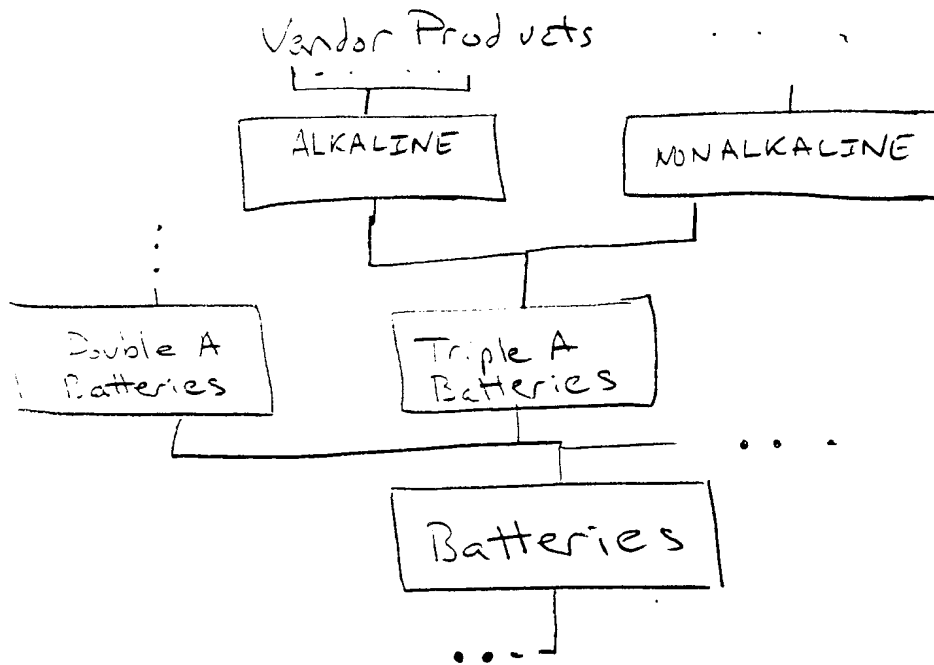 Vendor Products
ALKALINE
NONALKALINE
Double A
Batteries
Triple A
Batteries
Batteries